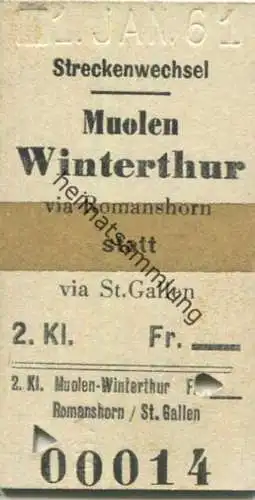 1. JAN. 61
Streckenwechsel
Muolen
Winterthur
via Romanshorn
statt
via St.Gallen
2. Kl. Fr.
2. Kl. Muolen-Winterthur F
Romanshorn / St. Gallen
00014
heimatsammlung